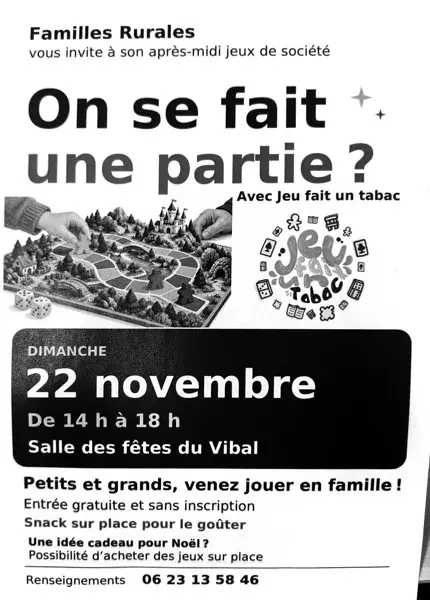 Familles Rurales
vous invite à son après-midi jeux de société
On se fait
une partie ?
Avec Jeu fait un tabac
Jeu
fait
un
Tabac
DIMANCHE
22 novembre
De 14 h à 18 h
Salle des fêtes du Vibal
Petits et grands, venez jouer en famille !
Entrée gratuite et sans inscription
Snack sur place pour le goûter
Une idée cadeau pour Noël ?
Possibilité d'acheter des jeux sur place
Renseignements 06 23 13 58 46